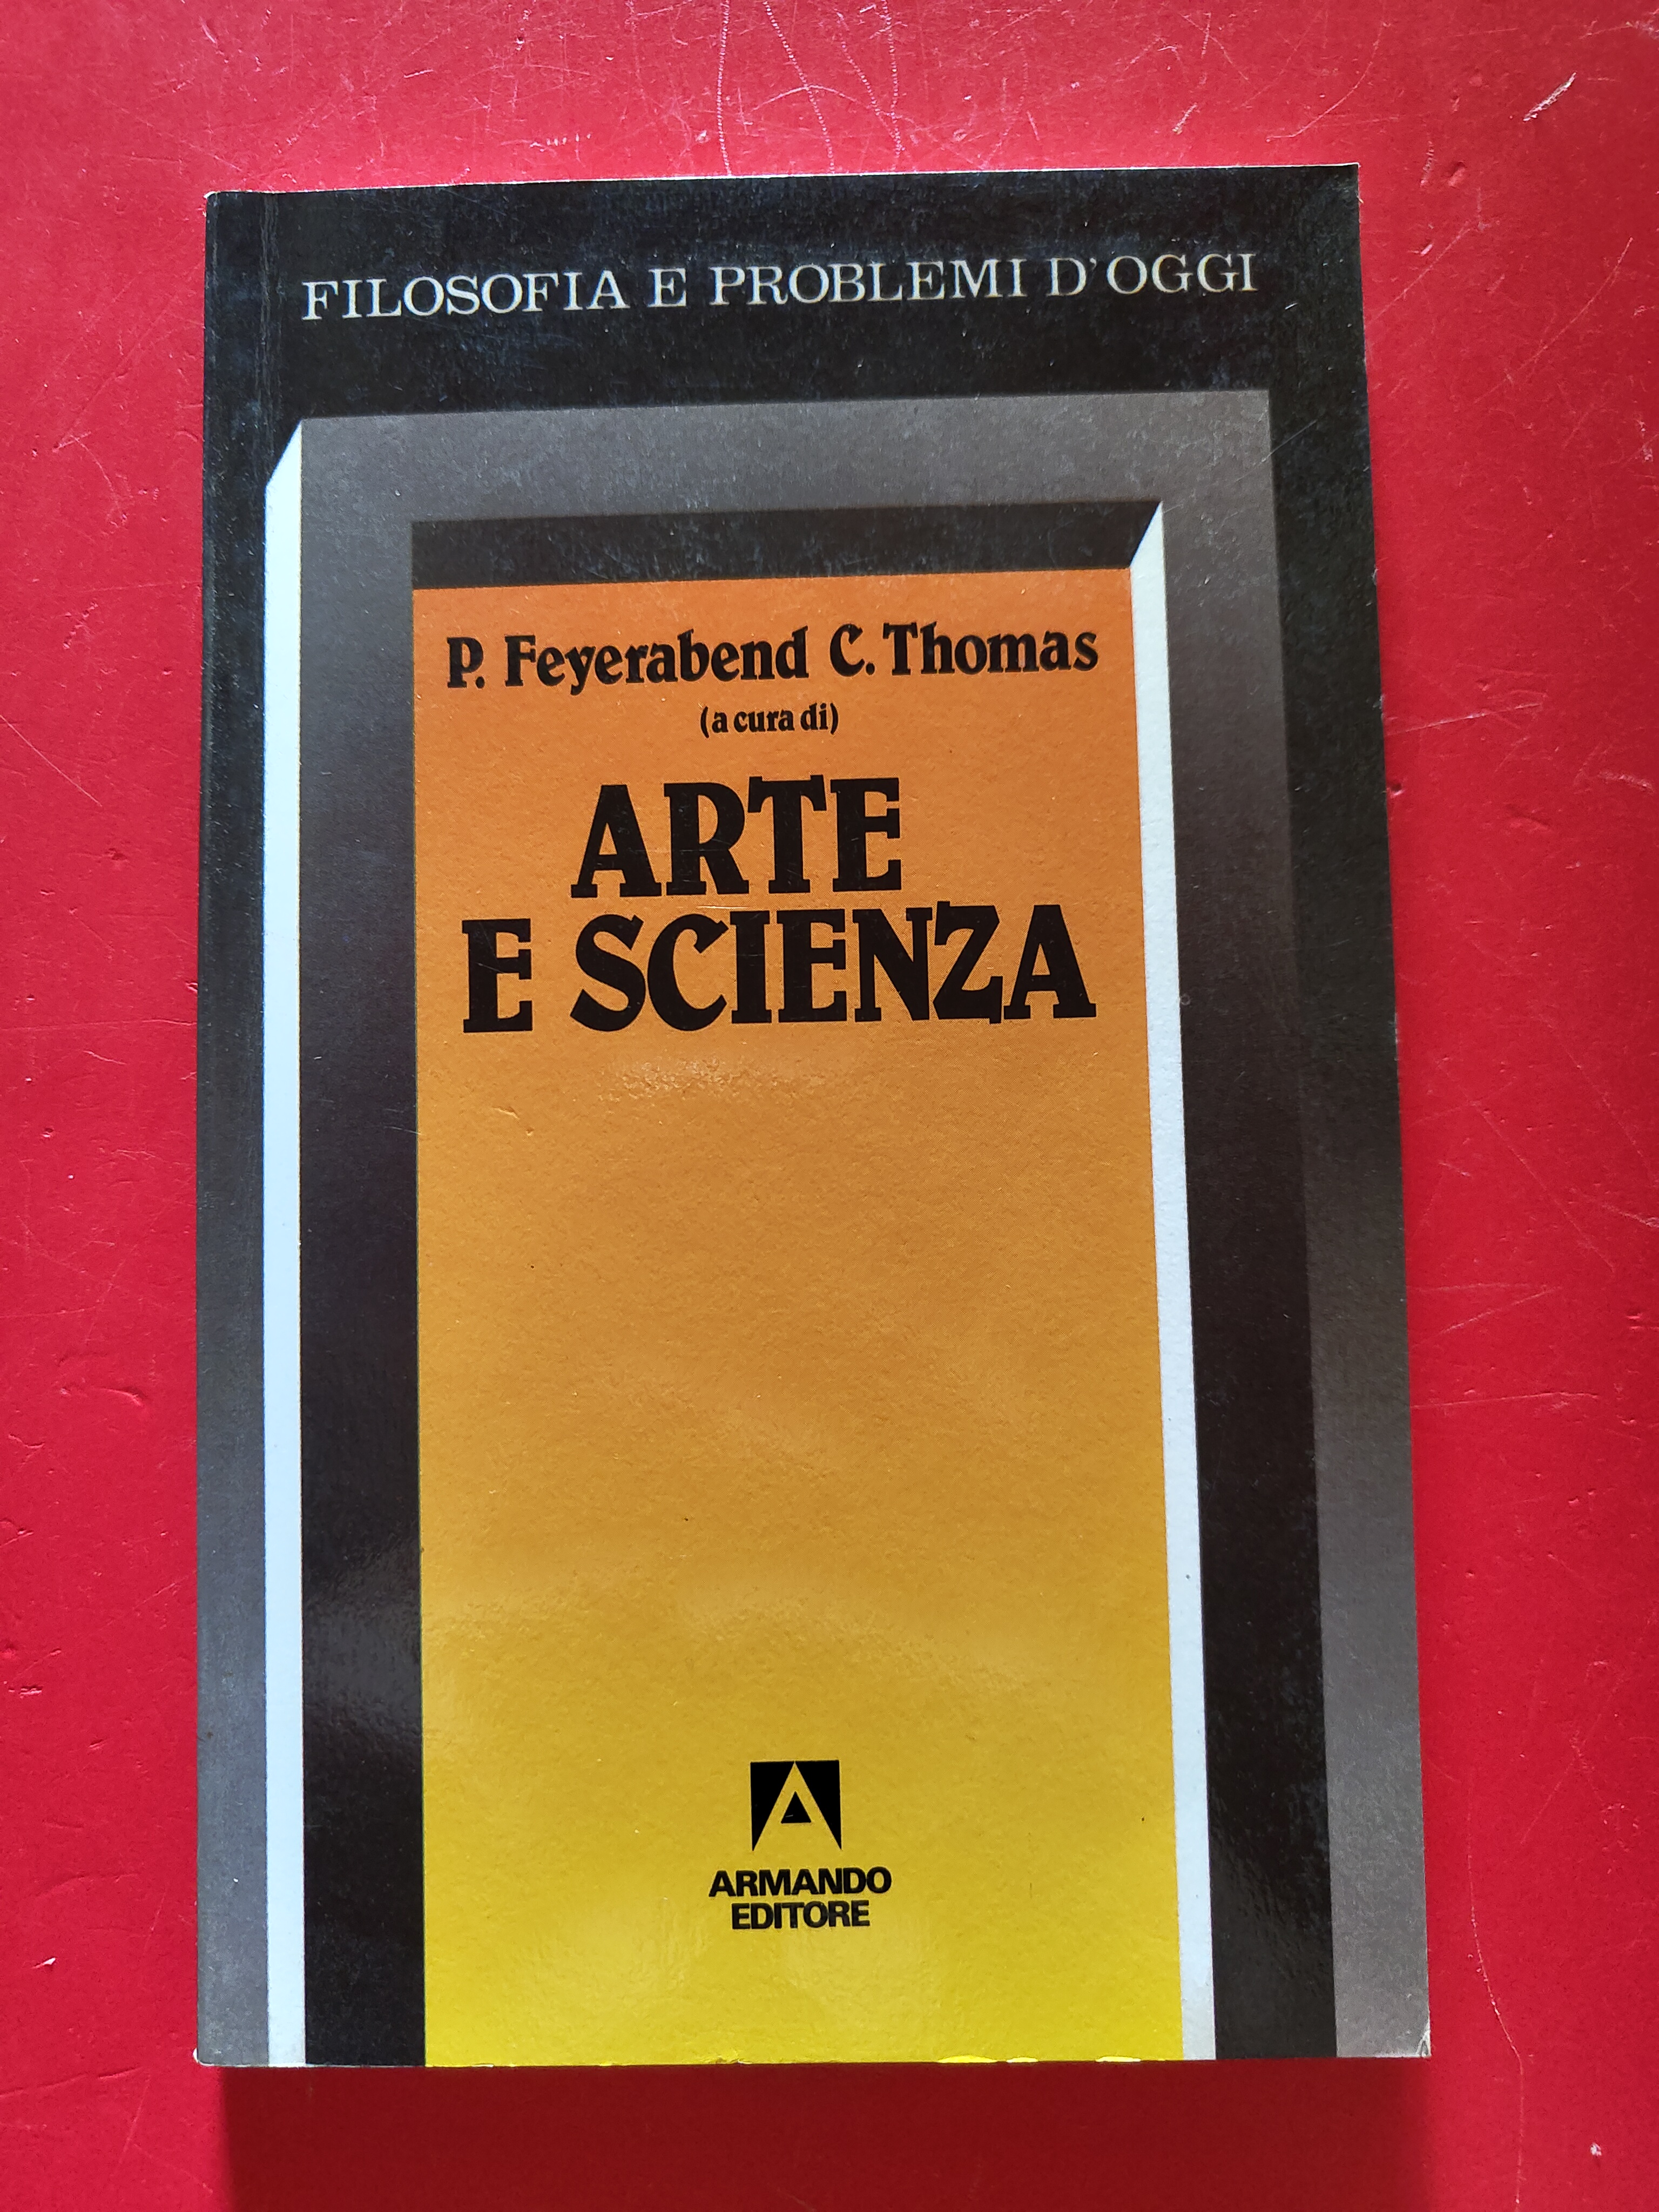 FILOSOFIA E PROBLEMI D'OGGI
P. Feyerabend C. Thomas
(a cura di)
ARTE
E SCIENZA
ARMANDO
EDITORE